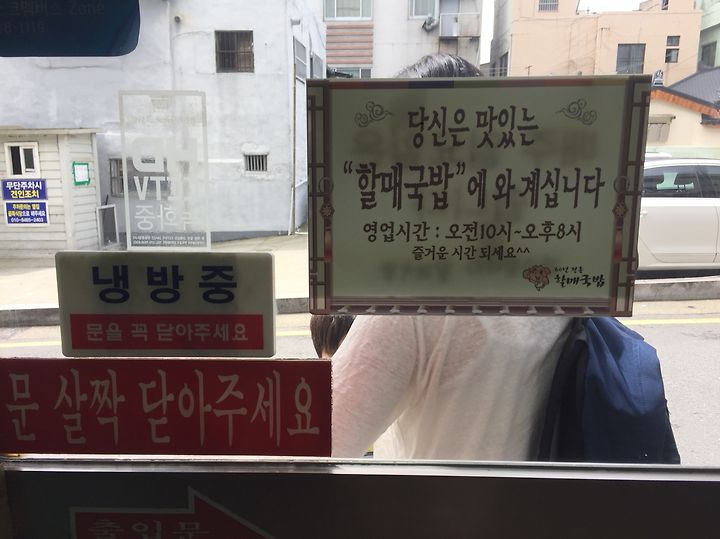 무단주차시
견인조치
010-8465-2403
당신은 맛있는
"할매국밥"에 와 계십니다
영업시간 : 오전10시~오후8시
즐거운 시간 되세요^^
할매국밥
냉방중
문을 꼭 닫아주세요
문 살짝 닫아주세요
출입문